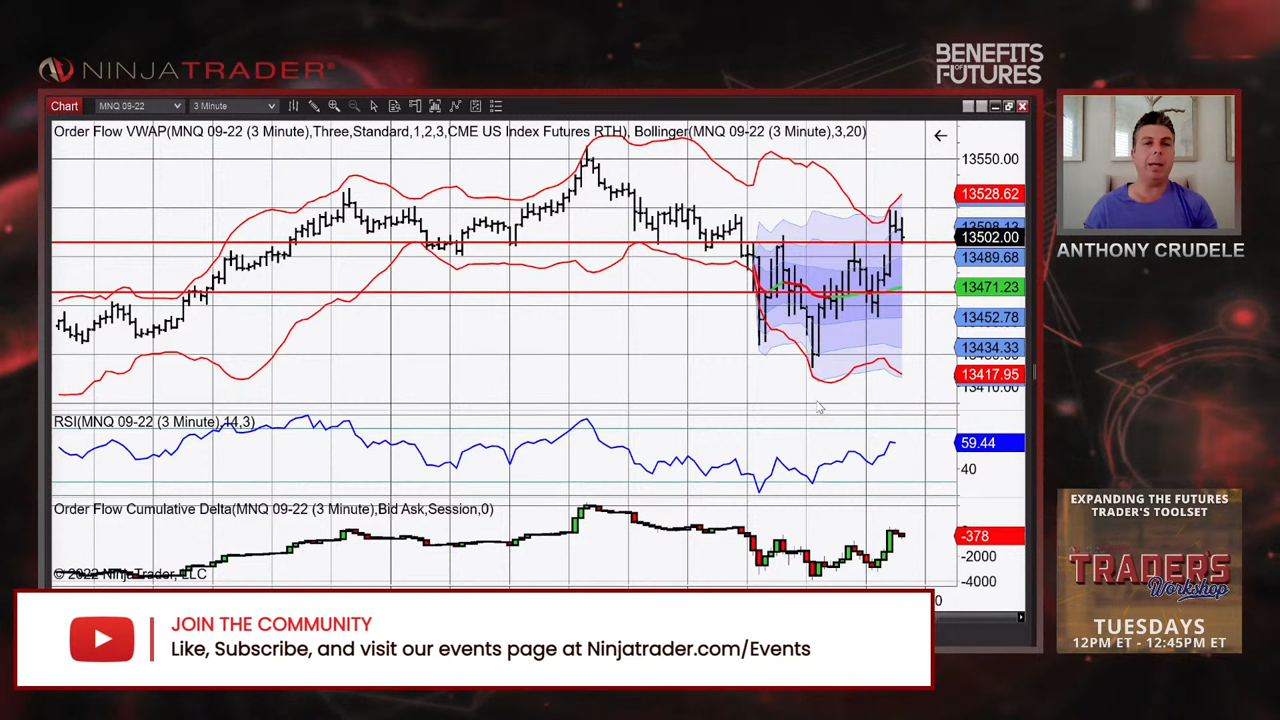 NINJATRADER®
BENEFITS
OF
FUTURES
Chart
MNQ 09-22
3 Minute
Order Flow VWAP(MNQ 09-22 (3 Minute),Three,Standard,1,2,3,CME US Index Futures RTH), Bollinger(MNQ 09-22 (3 Minute),3,20)
13550.00
13528.62
13502.00
13489.68
13471.23
13452.78
13434.33
13417.95
13410.00
RSI(MNQ 09-22 (3 Minute),14,3)
59.44
40
Order Flow Cumulative Delta(MNQ 09-22 (3 Minute),Bid Ask,Session,0)
-378
-2000
-4000
© 2022 NinjaTrader, LLC
ANTHONY CRUDELE
EXPANDING THE FUTURES
TRADER'S TOOLSET
TRADER'S
Workshop
TUESDAYS
12PM ET - 12:45PM ET
JOIN THE COMMUNITY
Like, Subscribe, and visit our events page at Ninjatrader.com/Events